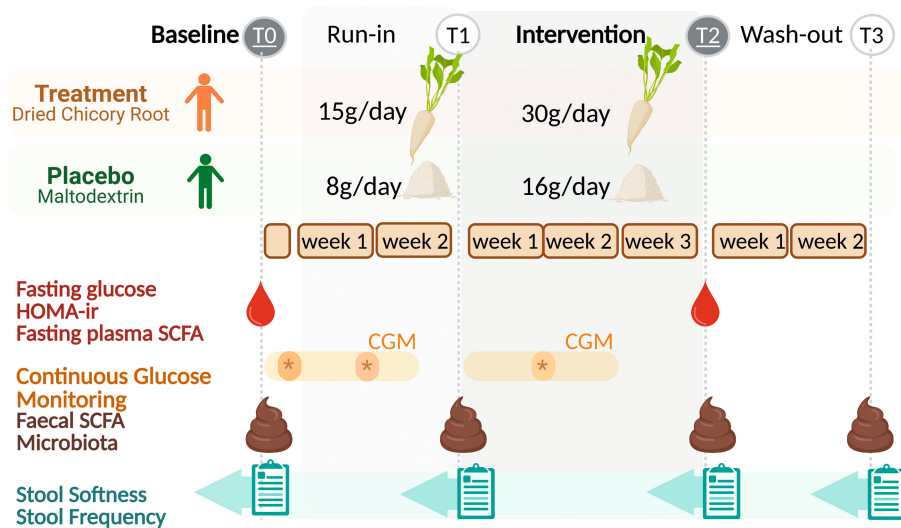 Baseline T0 Run-in T1 Intervention T2 Wash-out T3
Treatment
Dried Chicory Root
15g/day 30g/day
Placebo
Maltodextrin
8g/day 16g/day
week 1 week 2 week 1 week 2 week 3 week 1 week 2
Fasting glucose
HOMA-ir
Fasting plasma SCFA
CGM CGM
* * *
Continuous Glucose
Monitoring
Faecal SCFA
Microbiota
Stool Softness
Stool Frequency